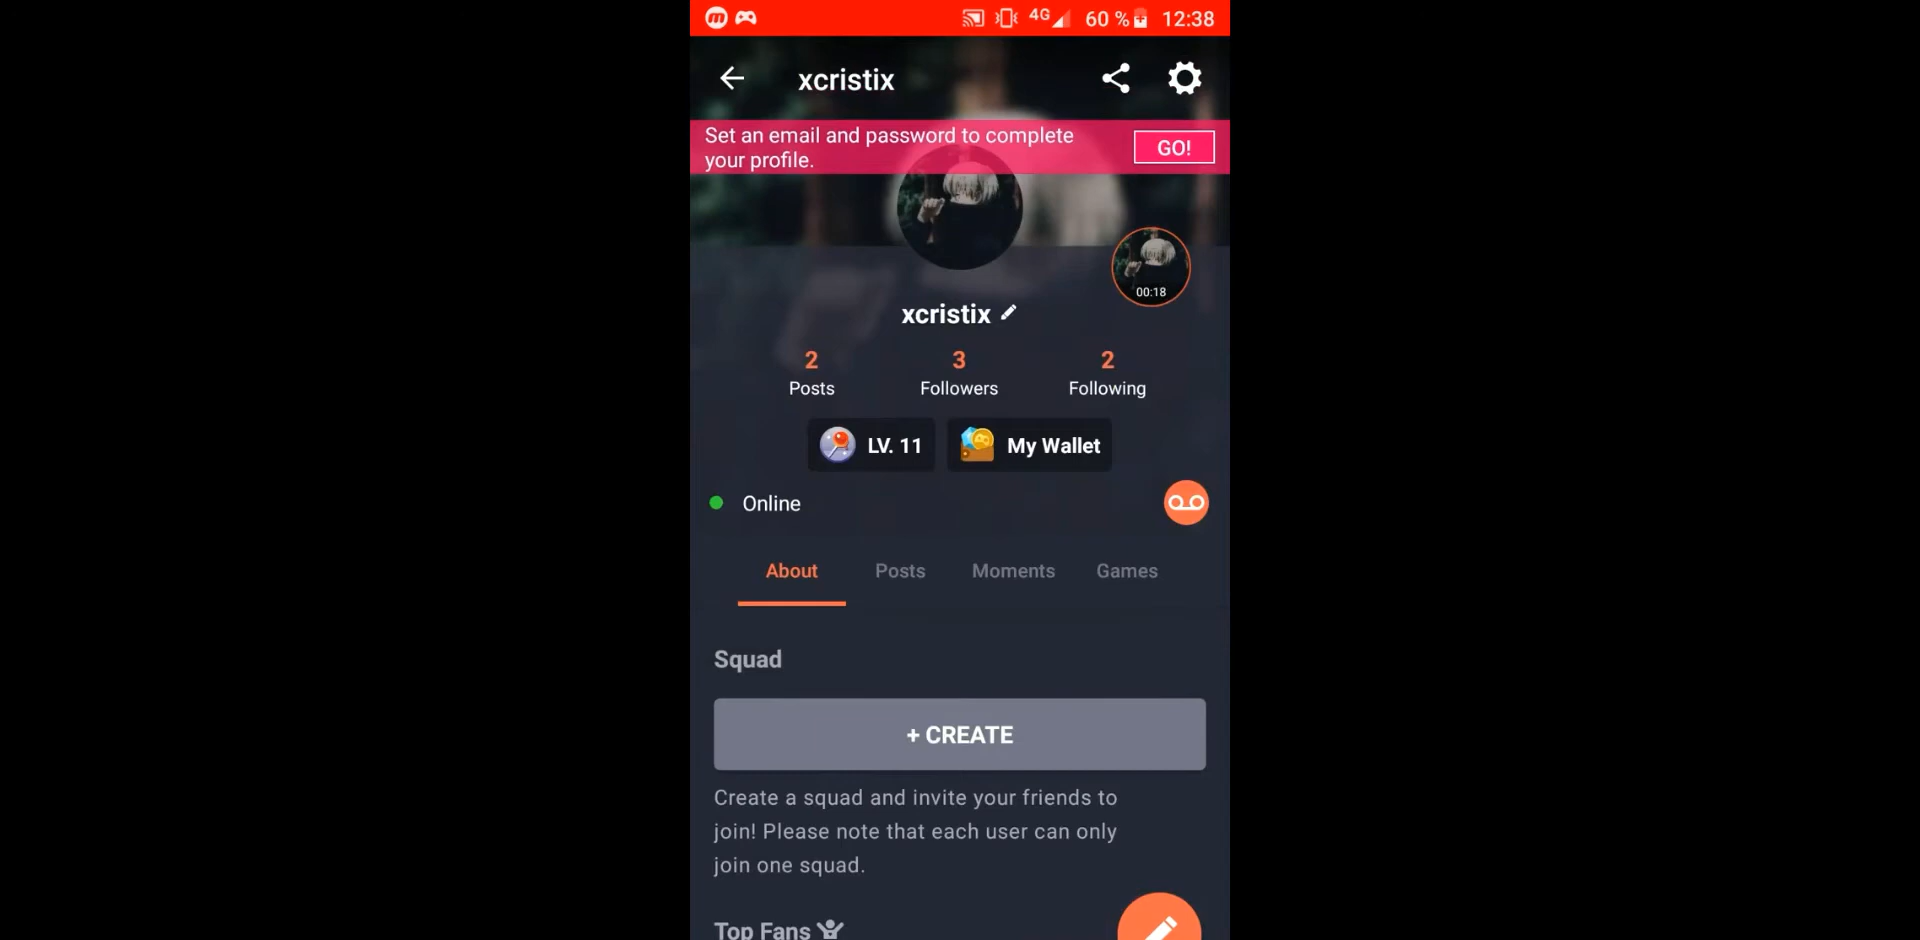 4G 60 % 12:38
xcristix
Set an email and password to complete
your profile.
GO!
00:18
xcristix
2 3 2
Posts Followers Following
LV. 11 My Wallet
Online
About Posts Moments Games
Squad
+ CREATE
Create a squad and invite your friends to
join! Please note that each user can only
join one squad.
Top Fans